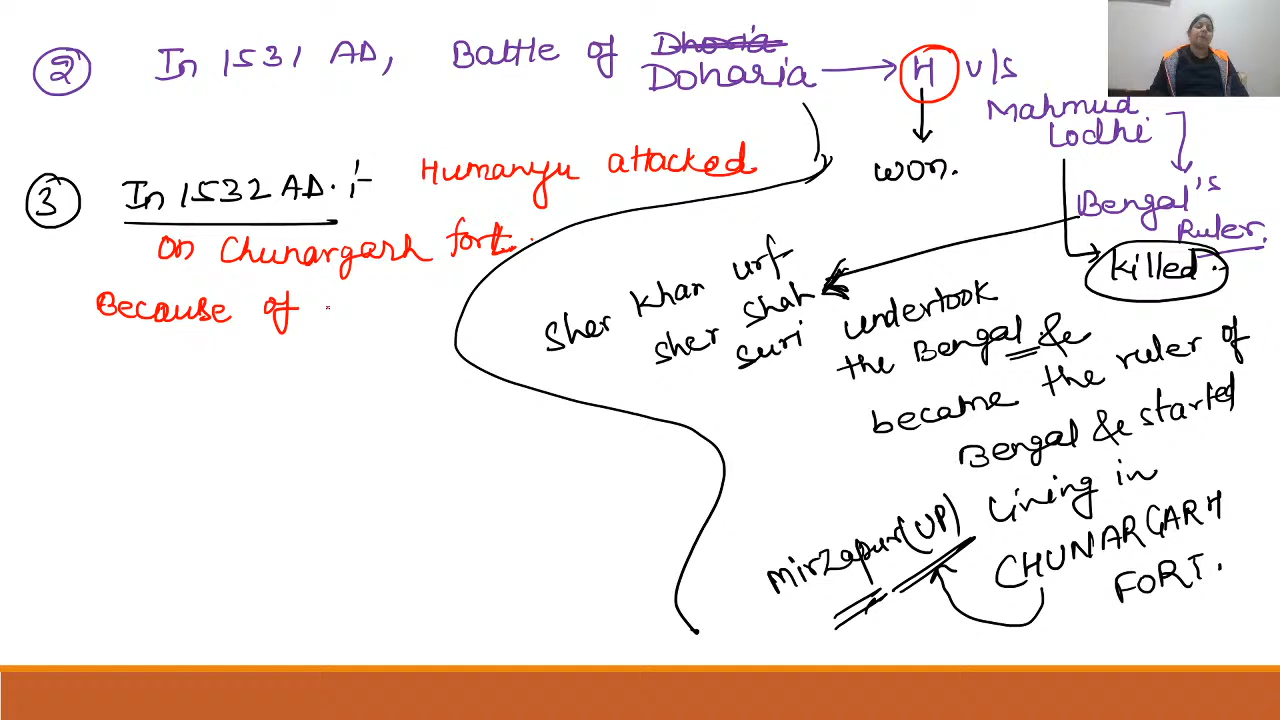 ② In 1531 AD, Battle of Dhoria
Doharia → H v/s
Mahmud
Lodhi
won.
Bengal's
Ruler.
killed.
③ In 1532 AD. :- Humanyu attacked
on Chunargarh fort.
Because of
Sher Khan urf
Sher Shah
Suri undertook
the Bengal &
became the ruler of
Bengal & started
Lining in
CHUNARGARH
FORT.
Mirzapur (UP)